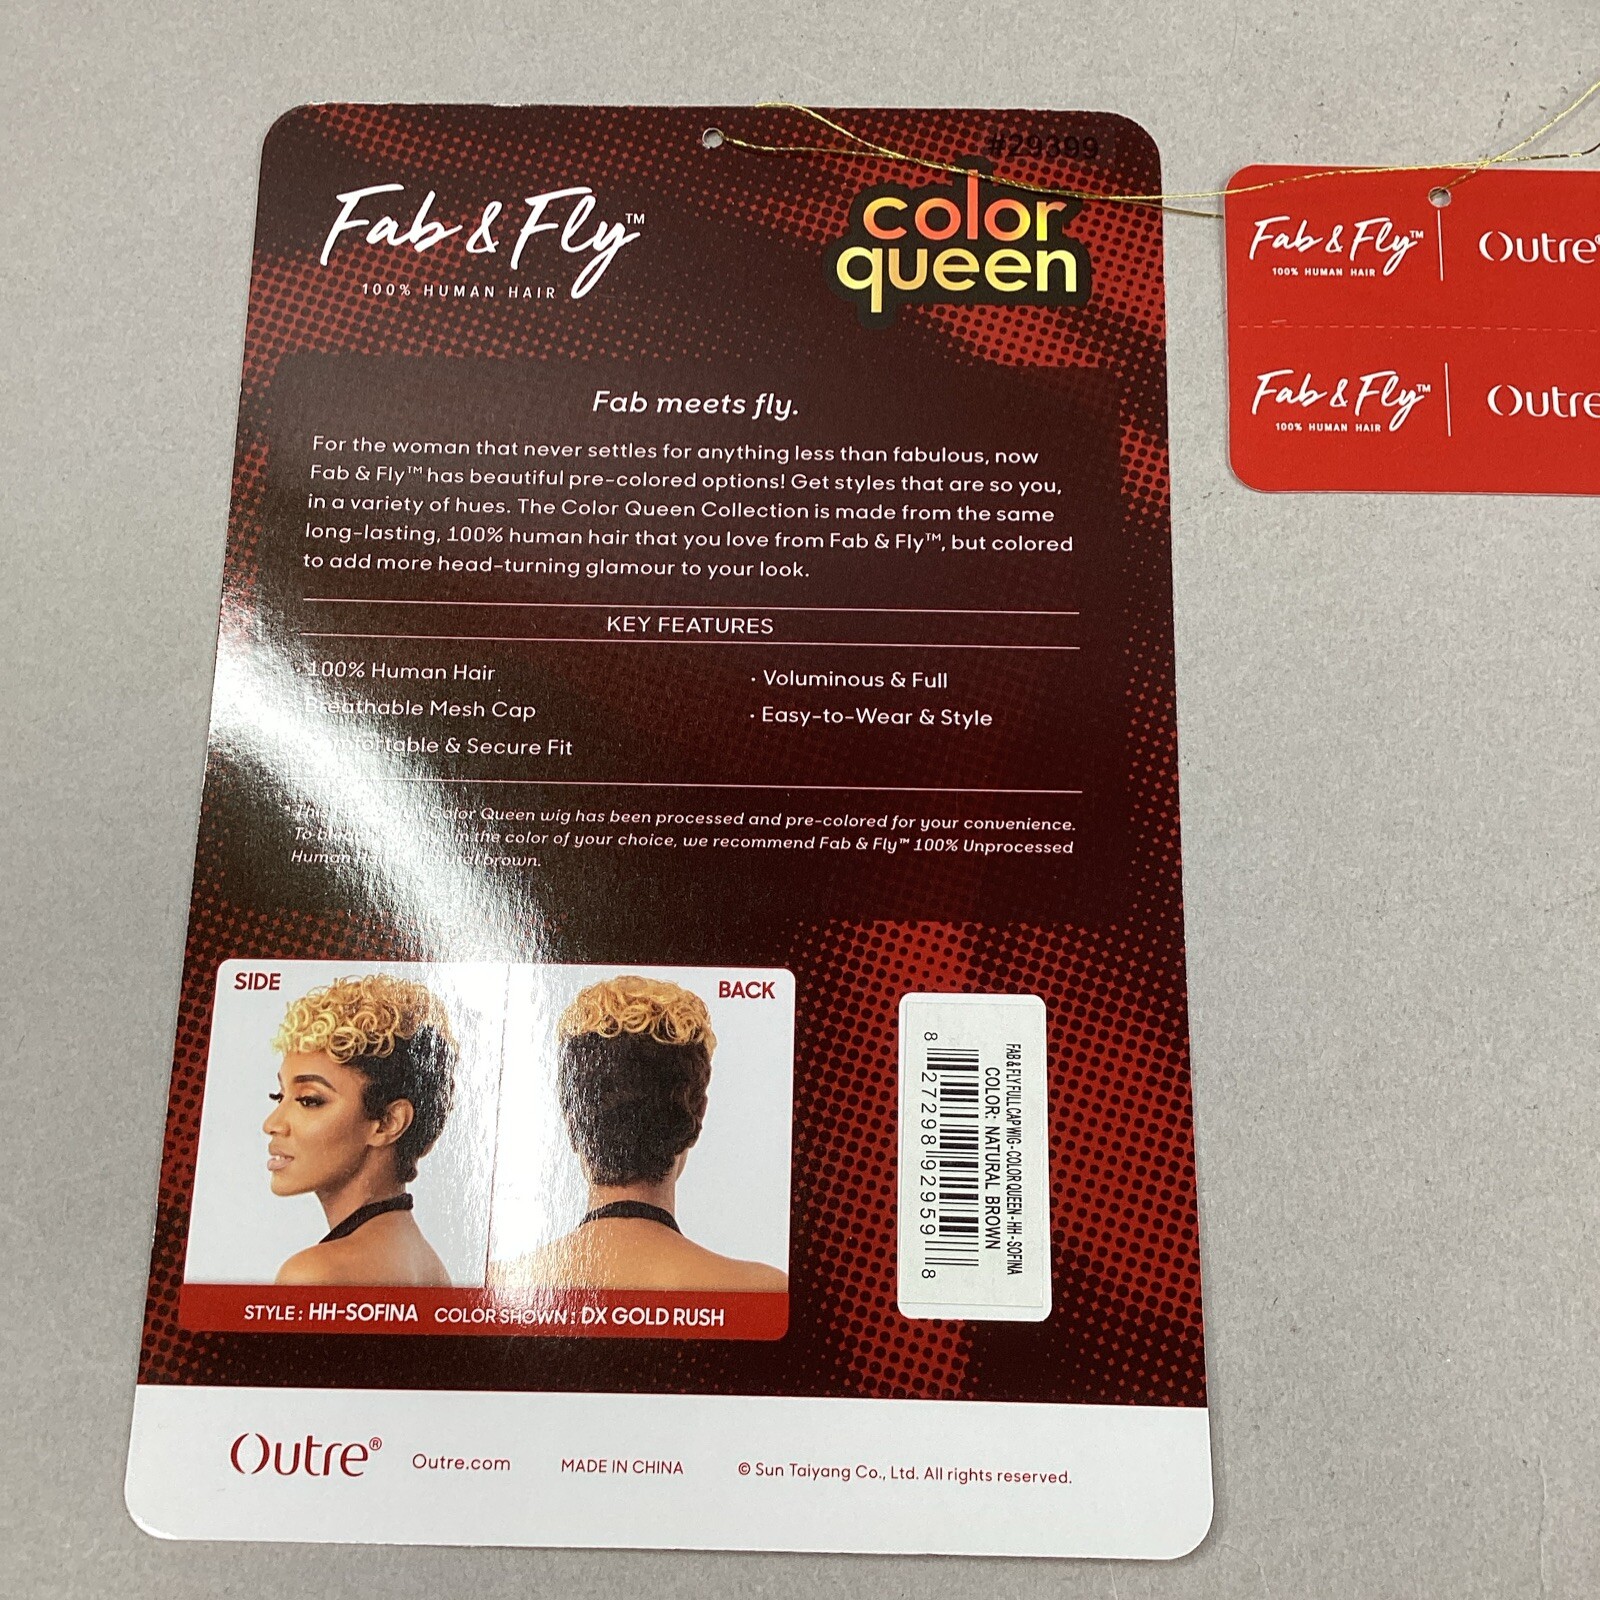 #29399
Fab & Fly™
100% HUMAN HAIR
color
queen
Fab meets fly.
For the woman that never settles for anything less than fabulous, now
Fab & Fly™ has beautiful pre-colored options! Get styles that are so you,
in a variety of hues. The Color Queen Collection is made from the same
long-lasting, 100% human hair that you love from Fab & Fly™, but colored
to add more head-turning glamour to your look.
KEY FEATURES
· 100% Human Hair
Breathable Mesh Cap
Comfortable & Secure Fit
· Voluminous & Full
· Easy-to-Wear & Style
Color Queen wig has been processed and pre-colored for your convenience.
To the color of your choice, we recommend Fab & Fly™ 100% Unprocessed
Human brown.
SIDE
BACK
STYLE: HH-SOFINA COLOR SHOWN: DX GOLD RUSH
FAB & FLY FULL CAP WIG - COLOR QUEEN - HH - SOFINA
COLOR: NATURAL BROWN
8 27298 92959 8
Outre®
Outre.com
MADE IN CHINA
© Sun Taiyang Co., Ltd. All rights reserved.
Fab & Fly™
100% HUMAN HAIR
Outre®
Fab & Fly™
100% HUMAN HAIR
Outre